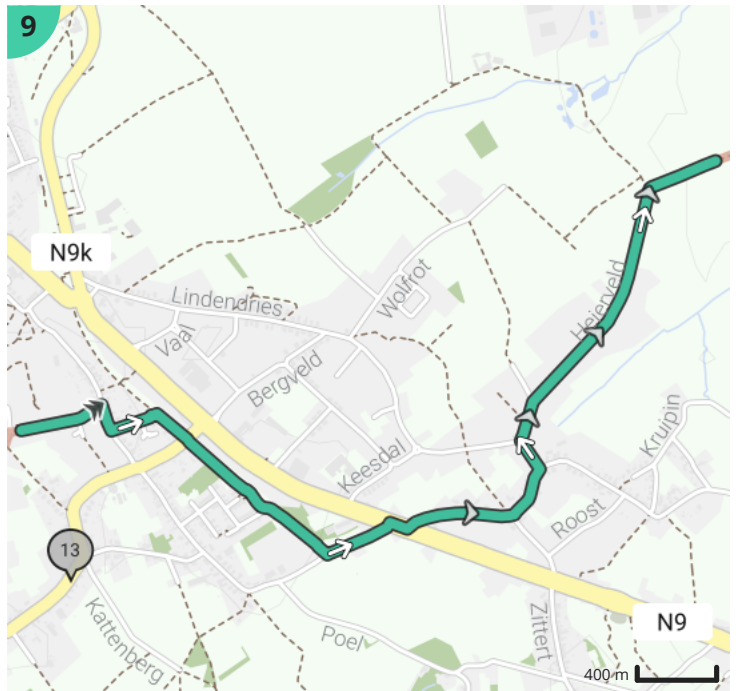 9
N9k
Lindendries
Wolfrot
Vaal
Heierveld
Bergveld
Kruipin
Keesdal
Roost
13
Kattenberg
Poel
Zittert
N9
400 m